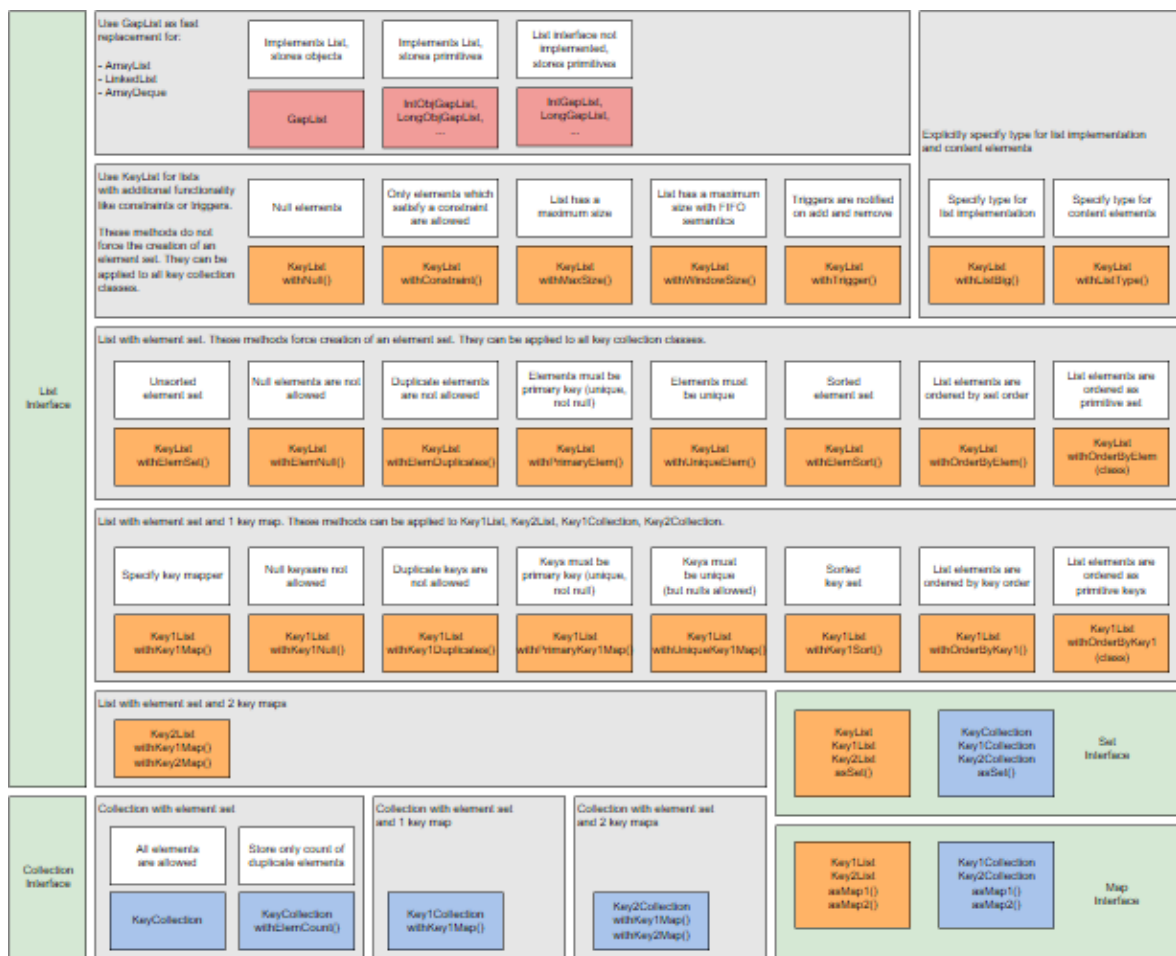 Use GapList as fast
replacement for:
- ArrayList
- LinkedList
- ArrayDeque
Implements List,
stores objects
Implements List,
stores primitives
List interface not
implemented,
stores primitives
GapList
IntObjGapList,
LongObjGapList,
...
IntGapList,
LongGapList,
...
Explicitly specify type for list implementation
and content elements
Use KeyList for lists
with additional functionality
like constraints or triggers.
These methods do not
force the creation of an
element set. They can be
applied to all key collection
classes.
Null elements
Only elements which
satisfy a constraint
are allowed
List has a
maximum size
List has a maximum
size with FIFO
semantics
Triggers are notified
on add and remove
Specify type for
list implementation
Specify type for
content elements
KeyList
withNull()
KeyList
withConstraint()
KeyList
withMaxSize()
KeyList
withWindowSize()
KeyList
withTrigger()
KeyList
withListBig()
KeyList
withListType()
List
Interface
List with element set. These methods force creation of an element set. They can be applied to all key collection classes.
Unsorted
element set
Null elements are not
allowed
Duplicate elements
are not allowed
Elements must be
primary key (unique,
not null)
Elements must
be unique
Sorted
element set
List elements are
ordered by set order
List elements are
ordered as
primitive set
KeyList
withElemSet()
KeyList
withElemNull()
KeyList
withElemDuplicates()
KeyList
withPrimaryElem()
KeyList
withUniqueElem()
KeyList
withElemSort()
KeyList
withOrderByElem()
KeyList
withOrderByElem
(class)
List with element set and 1 key map. These methods can be applied to Key1List, Key2List, Key1Collection, Key2Collection.
Specify key mapper
Null keysare not
allowed
Duplicate keys are
not allowed
Keys must be
primary key (unique,
not null)
Keys must
be unique
(but nulls allowed)
Sorted
key set
List elements are
ordered by key order
List elements are
ordered as
primitive keys
Key1List
withKey1Map()
Key1List
withKey1Null()
Key1List
withKey1Duplicates()
Key1List
withPrimaryKey1Map()
Key1List
withUniqueKey1Map()
Key1List
withKey1Sort()
Key1List
withOrderByKey1()
Key1List
withOrderByKey1
(class)
List with element set and 2 key maps
Key2List
withKey1Map()
withKey2Map()
KeyList
Key1List
Key2List
asSet()
KeyCollection
Key1Collection
Key2Collection
asSet()
Set
Interface
Collection
Interface
Collection with element set
All elements
are allowed
Store only count of
duplicate elements
KeyCollection
KeyCollection
withElemCount()
Collection with element set
and 1 key map
Key1Collection
withKey1Map()
Collection with element set
and 2 key maps
Key2Collection
withKey1Map()
withKey2Map()
Key1List
Key2List
asMap1()
asMap2()
Key1Collection
Key2Collection
asMap1()
asMap2()
Map
Interface